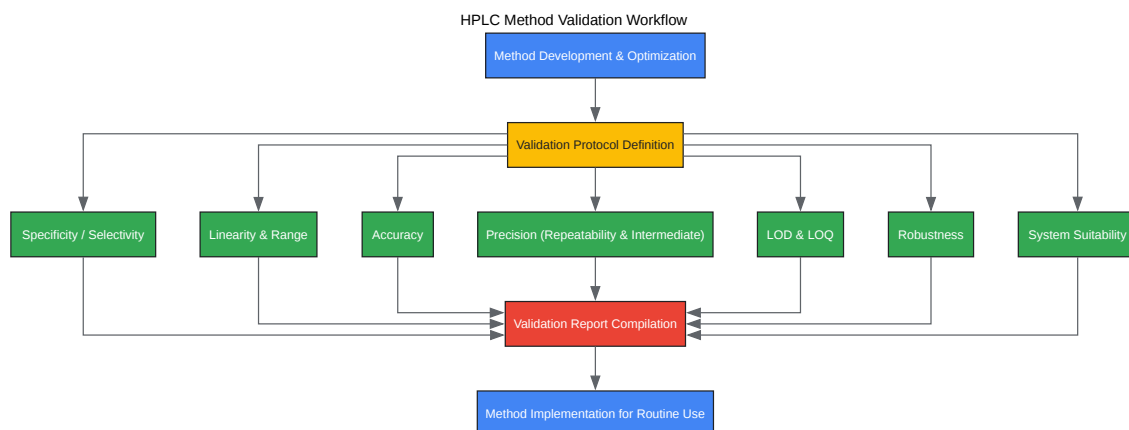 HPLC Method Validation Workflow
Method Development & Optimization
Validation Protocol Definition
Specificity / Selectivity
Linearity & Range
Accuracy
Precision (Repeatability & Intermediate)
LOD & LOQ
Robustness
System Suitability
Validation Report Compilation
Method Implementation for Routine Use